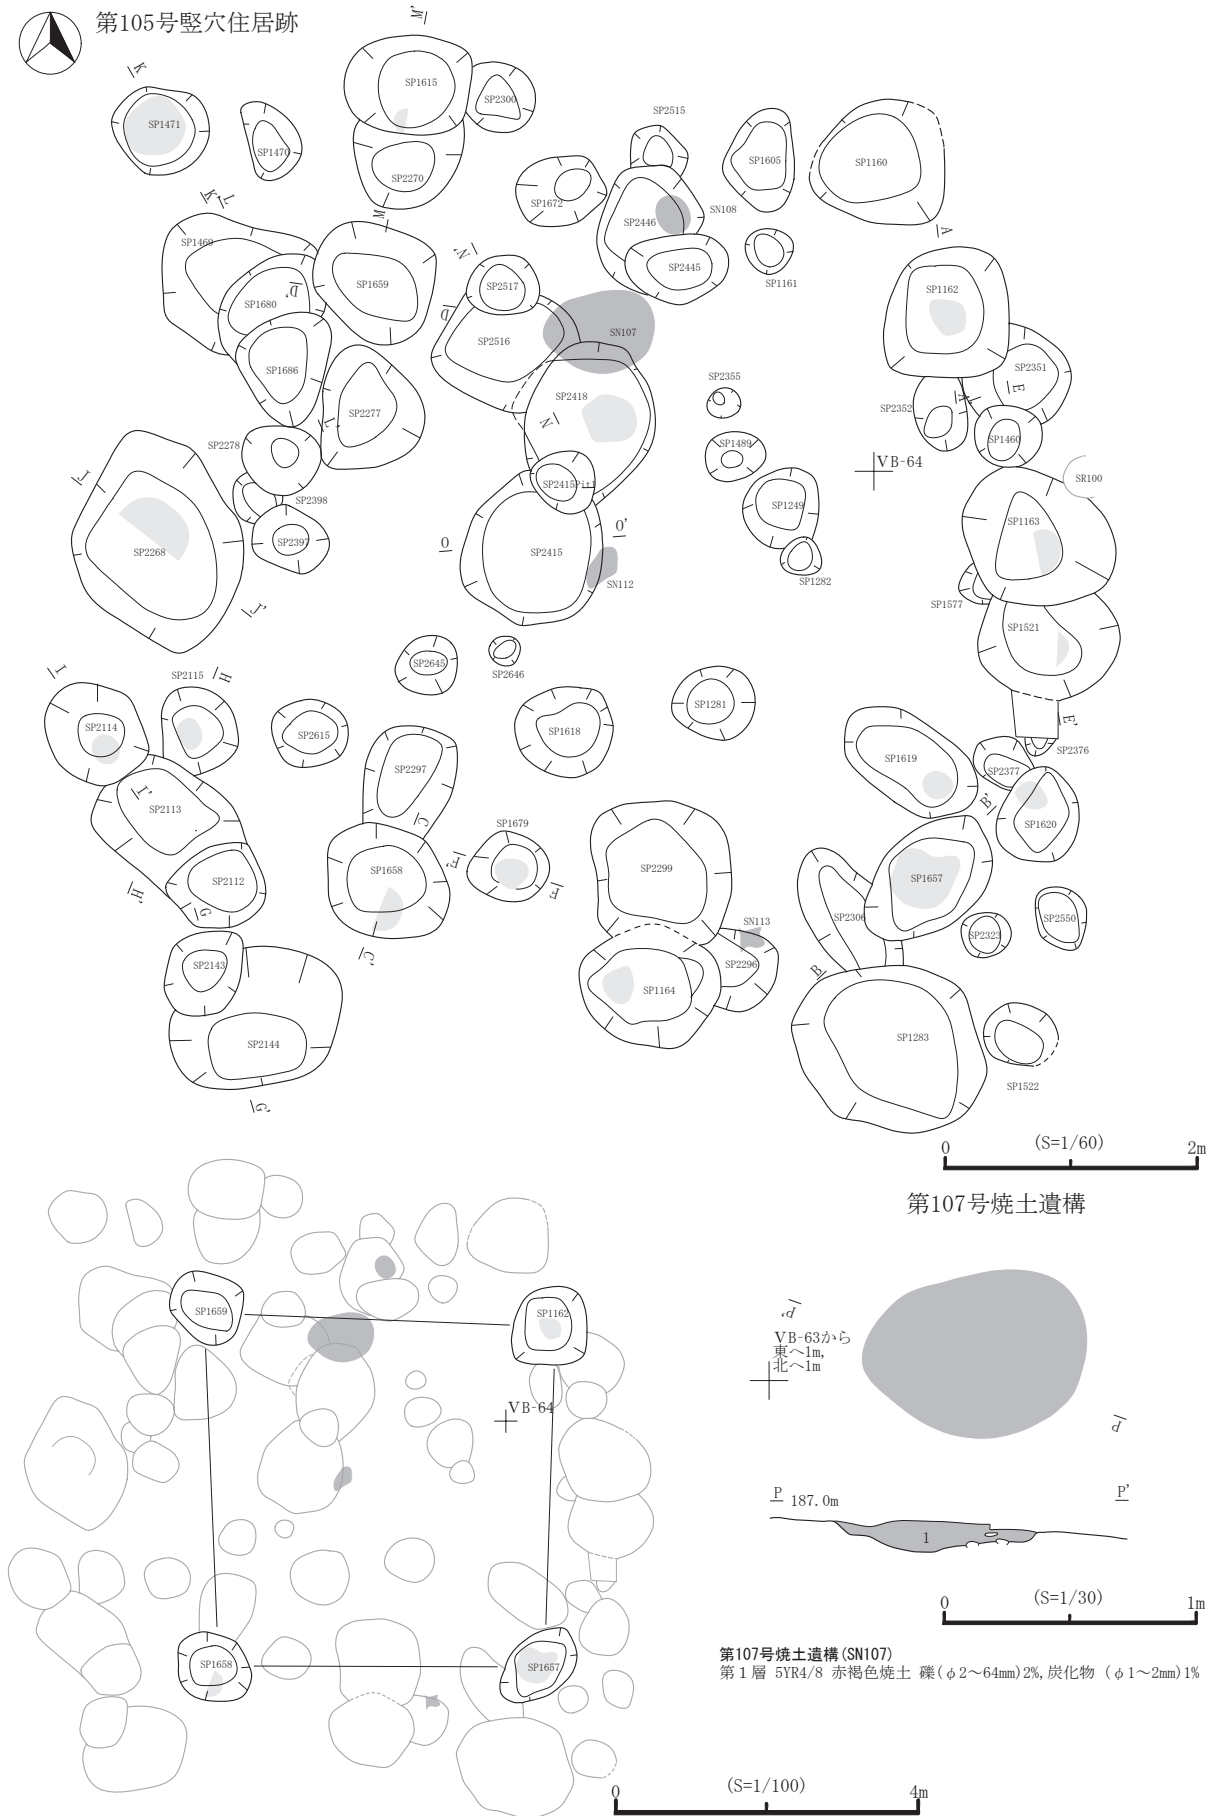 第105号竪穴住居跡
K
M'
SP1615
SP2300
SP1471
SP1470
SP2270
SP2515
SP1605
SP1160
SP1672
SP2446
SN108
SP2445
SP1161
A
K'
L
M
SP1469
SP1680
D'
SP1659
N'
SP2517
D
SP2516
SN107
SP1162
SP1686
SP2277
L'
SP2418
N
SP2355
SP2351
E
A'
SP2352
SP1460
SP2278
SP1489
VB-64
SR100
J
SP2398
SP2415Pit1
SP1249
SP2268
SP2397
O
O'
SP2415
SN112
SP1282
SP1163
SP1577
J'
SP1521
SP2645
SP2646
I
SP2115
H
SP2114
SP2615
SP1618
SP1281
E'
SP2376
SP2297
SP1619
SP2377
I'
SP2113
C
SP1679
B'
SP1620
SP1658
F'
F
SP2299
SP1657
H'
SP2112
G
SP2306
SP2550
SN113
SP2323
C'
SP2143
SP2296
B
SP1164
SP2144
SP1283
SP1522
G'
0 (S=1/60) 2m
第107号焼土遺構
SP1659
SP1162
P'
VB-63から
東へ1m,
北へ1m
VB-64
P
P 187.0m P'
1
0 (S=1/30) 1m
SP1658
SP1657
第107号焼土遺構(SN107)
第1層 5YR4/8 赤褐色焼土 礫(φ2～64mm)2%,炭化物 (φ1～2mm)1%
0 (S=1/100) 4m